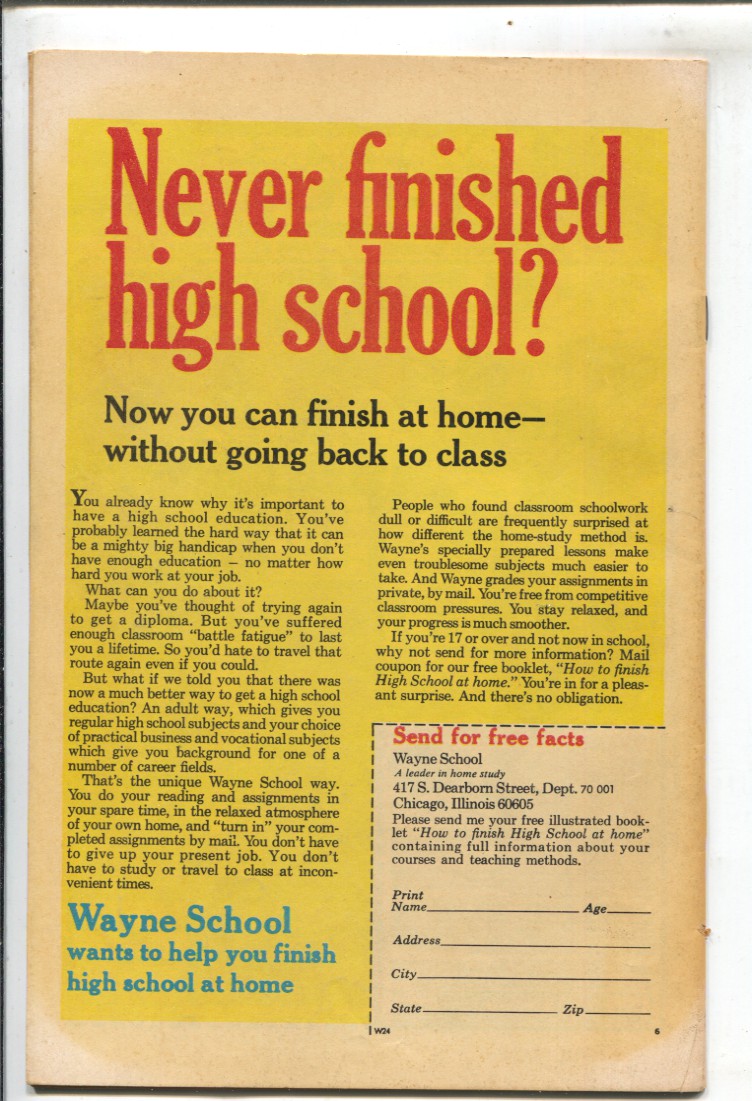 Never finished
high school?
Now you can finish at home—
without going back to class
You already know why it's important to
have a high school education. You've
probably learned the hard way that it can
be a mighty big handicap when you don't
have enough education – no matter how
hard you work at your job.
What can you do about it?
Maybe you've thought of trying again
to get a diploma. But you've suffered
enough classroom "battle fatigue" to last
you a lifetime. So you'd hate to travel that
route again even if you could.
But what if we told you that there was
now a much better way to get a high school
education? An adult way, which gives you
regular high school subjects and your choice
of practical business and vocational subjects
which give you background for one of a
number of career fields.
That's the unique Wayne School way.
You do your reading and assignments in
your spare time, in the relaxed atmosphere
of your own home, and "turn in" your com-
pleted assignments by mail. You don't have
to give up your present job. You don't
have to study or travel to class at incon-
venient times.
Wayne School
wants to help you finish
high school at home
People who found classroom schoolwork
dull or difficult are frequently surprised at
how different the home-study method is.
Wayne's specially prepared lessons make
even troublesome subjects much easier to
take. And Wayne grades your assignments in
private, by mail. You're free from competitive
classroom pressures. You stay relaxed, and
your progress is much smoother.
If you're 17 or over and not now in school,
why not send for more information? Mail
coupon for our free booklet, "How to finish
High School at home." You're in for a pleas-
ant surprise. And there's no obligation.
Send for free facts
Wayne School
A leader in home study
417 S. Dearborn Street, Dept. 70 001
Chicago, Illinois 60605
Please send me your free illustrated book-
let "How to finish High School at home"
containing full information about your
courses and teaching methods.
Print
Name Age
Address
City
State Zip
W24 6